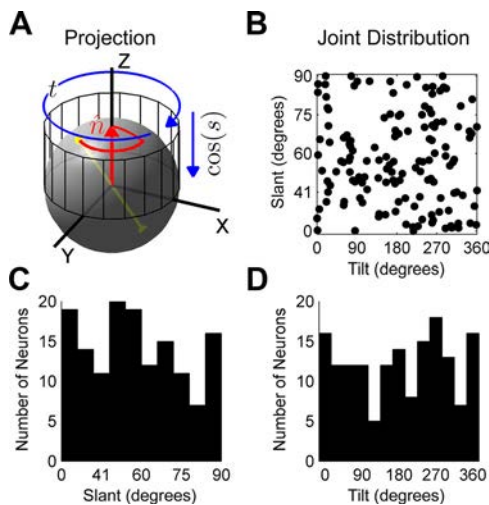 A
Projection
Z
t
n̂
cos(s)
X
Y
B
Joint Distribution
90
75
60
41
0
Slant (degrees)
0 90 180 270 360
Tilt (degrees)
C
20
15
10
5
0
Number of Neurons
0 41 60 75 90
Slant (degrees)
D
20
15
10
5
0
Number of Neurons
0 90 180 270 360
Tilt (degrees)